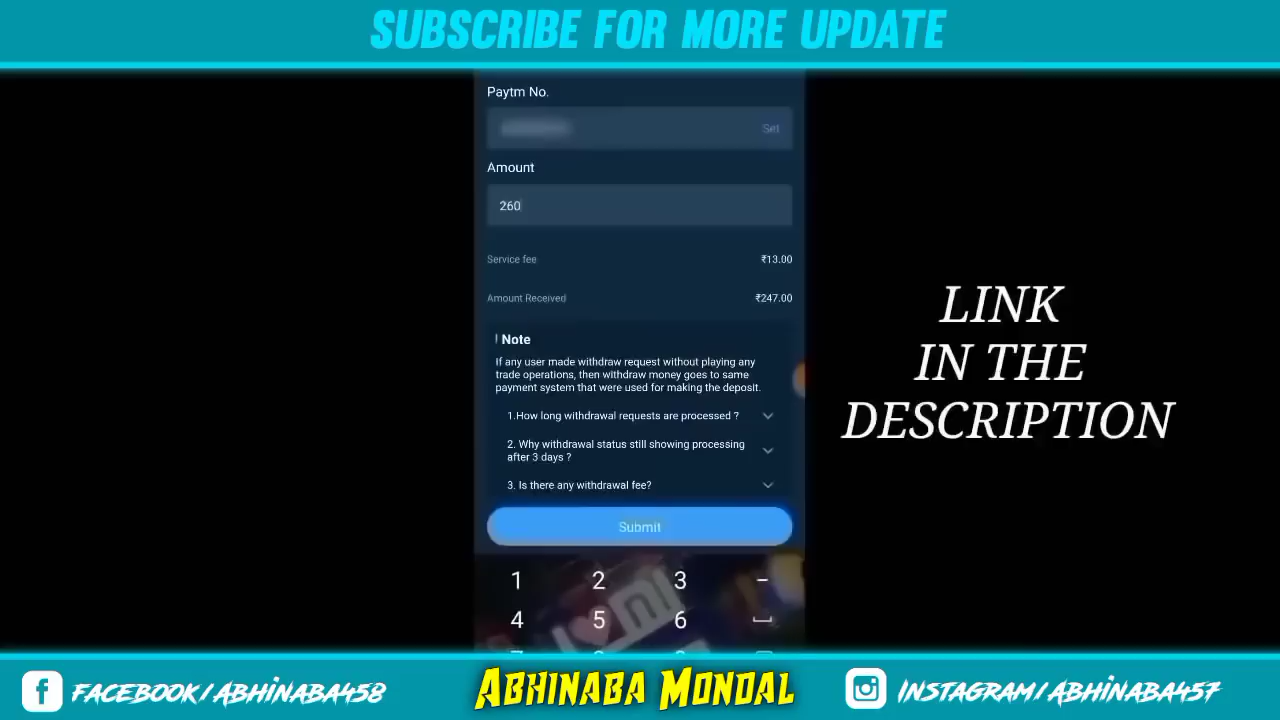 SUBSCRIBE FOR MORE UPDATE
Paytm No.
Set
Amount
260
Service fee ₹13.00
Amount Received ₹247.00
! Note
If any user made withdraw request without playing any
trade operations, then withdraw money goes to same
payment system that were used for making the deposit.
1.How long withdrawal requests are processed ?
2. Why withdrawal status still showing processing
after 3 days ?
3. Is there any withdrawal fee?
Submit
1 2 3 -
4 5 6
LINK
IN THE
DESCRIPTION
FACEBOOK/ABHINABA458
ABHINABA MONDAL
INSTAGRAM/ABHINABA457